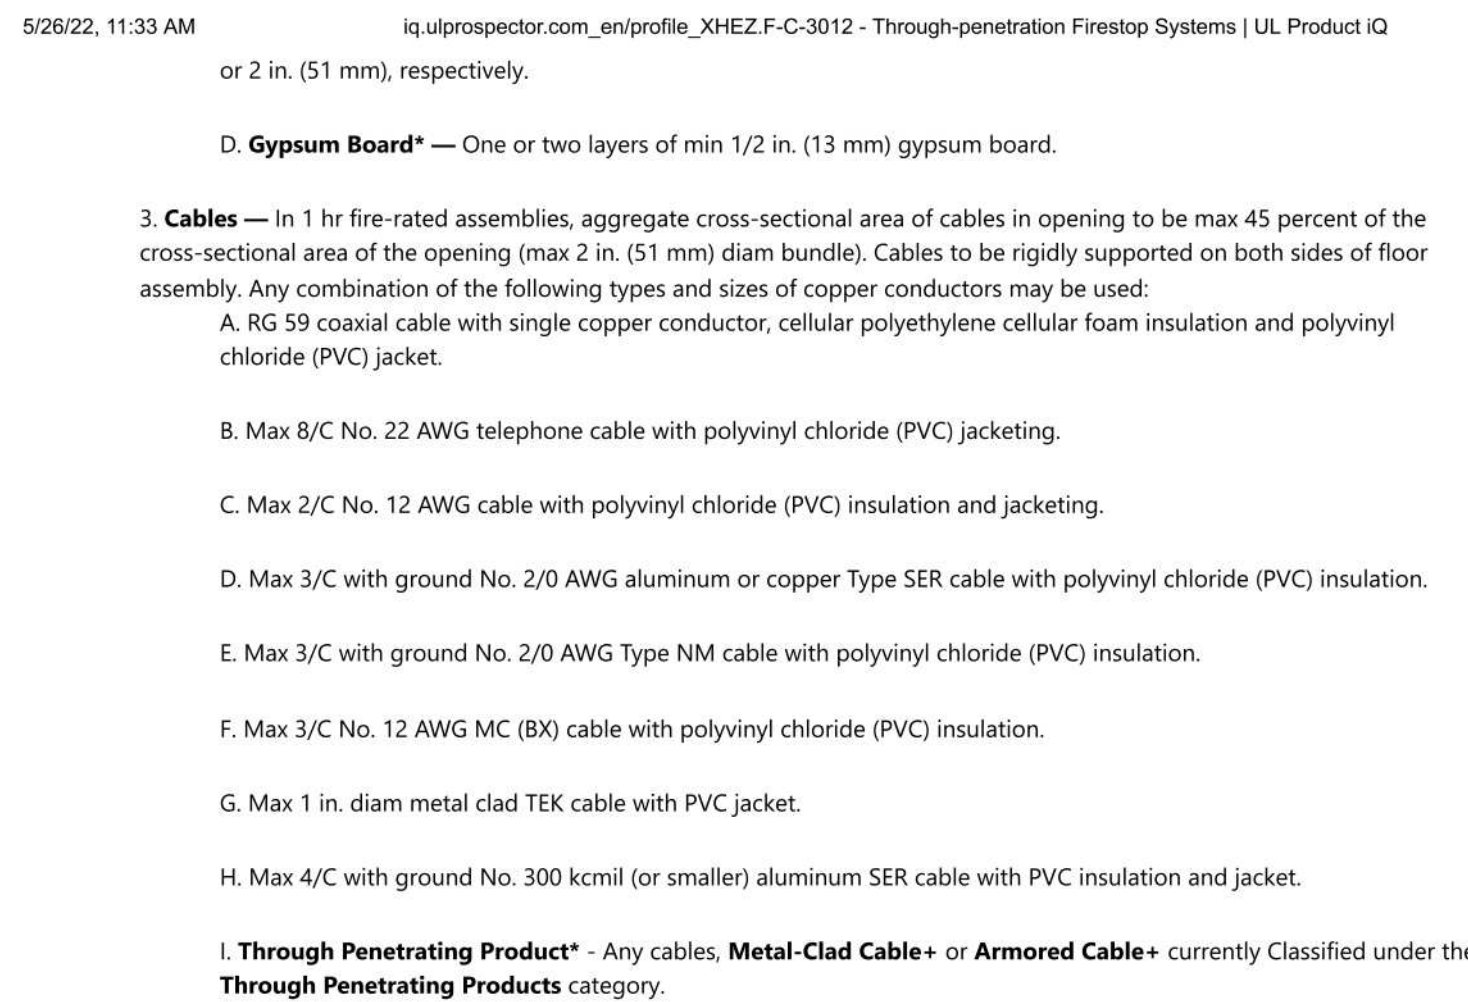 5/26/22, 11:33 AM iq.ulprospector.com_en/profile_XHEZ.F-C-3012 - Through-penetration Firestop Systems | UL Product iQ
or 2 in. (51 mm), respectively.
D. Gypsum Board* — One or two layers of min 1/2 in. (13 mm) gypsum board.
3. Cables — In 1 hr fire-rated assemblies, aggregate cross-sectional area of cables in opening to be max 45 percent of the
cross-sectional area of the opening (max 2 in. (51 mm) diam bundle). Cables to be rigidly supported on both sides of floor
assembly. Any combination of the following types and sizes of copper conductors may be used:
A. RG 59 coaxial cable with single copper conductor, cellular polyethylene cellular foam insulation and polyvinyl
chloride (PVC) jacket.
B. Max 8/C No. 22 AWG telephone cable with polyvinyl chloride (PVC) jacketing.
C. Max 2/C No. 12 AWG cable with polyvinyl chloride (PVC) insulation and jacketing.
D. Max 3/C with ground No. 2/0 AWG aluminum or copper Type SER cable with polyvinyl chloride (PVC) insulation.
E. Max 3/C with ground No. 2/0 AWG Type NM cable with polyvinyl chloride (PVC) insulation.
F. Max 3/C No. 12 AWG MC (BX) cable with polyvinyl chloride (PVC) insulation.
G. Max 1 in. diam metal clad TEK cable with PVC jacket.
H. Max 4/C with ground No. 300 kcmil (or smaller) aluminum SER cable with PVC insulation and jacket.
I. Through Penetrating Product* - Any cables, Metal-Clad Cable+ or Armored Cable+ currently Classified under the
Through Penetrating Products category.